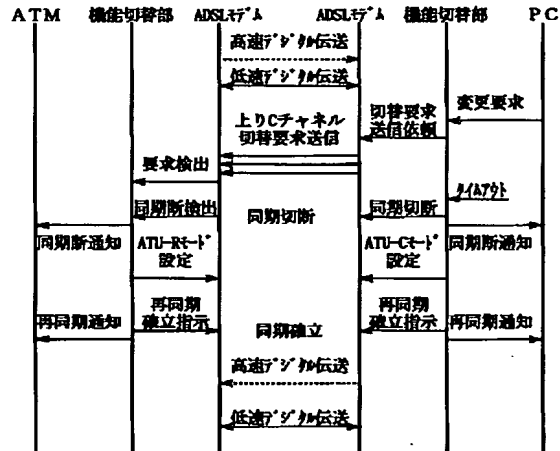 ATM 機能切替部 ADSLモデム ADSLモデム 機能切替部 PC
高速デジタル伝送
低速デジタル伝送
変更要求
切替要求
送信依頼
上りCチャネル
切替要求送信
要求検出
タイムアウト
同期断検出 同期切断 同期切断
同期断通知 ATU-Rモード
設定 ATU-Cモード
設定 同期断通知
再同期通知 再同期
確立指示 同期確立 再同期
確立指示 再同期通知
高速デジタル伝送
低速デジタル伝送